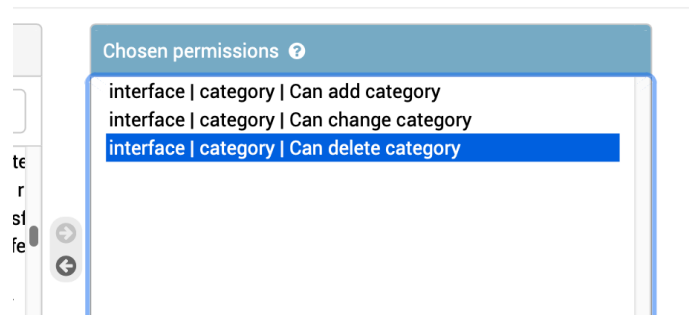 Chosen permissions ?
interface | category | Can add category
interface | category | Can change category
interface | category | Can delete category